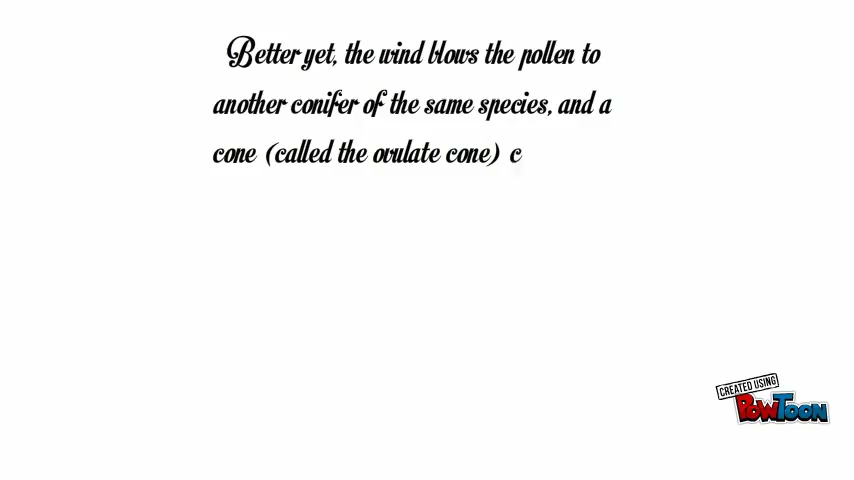 Better yet, the wind blows the pollen to
another conifer of the same species, and a
cone (called the ovulate cone) c
CREATED USING
POWTOON